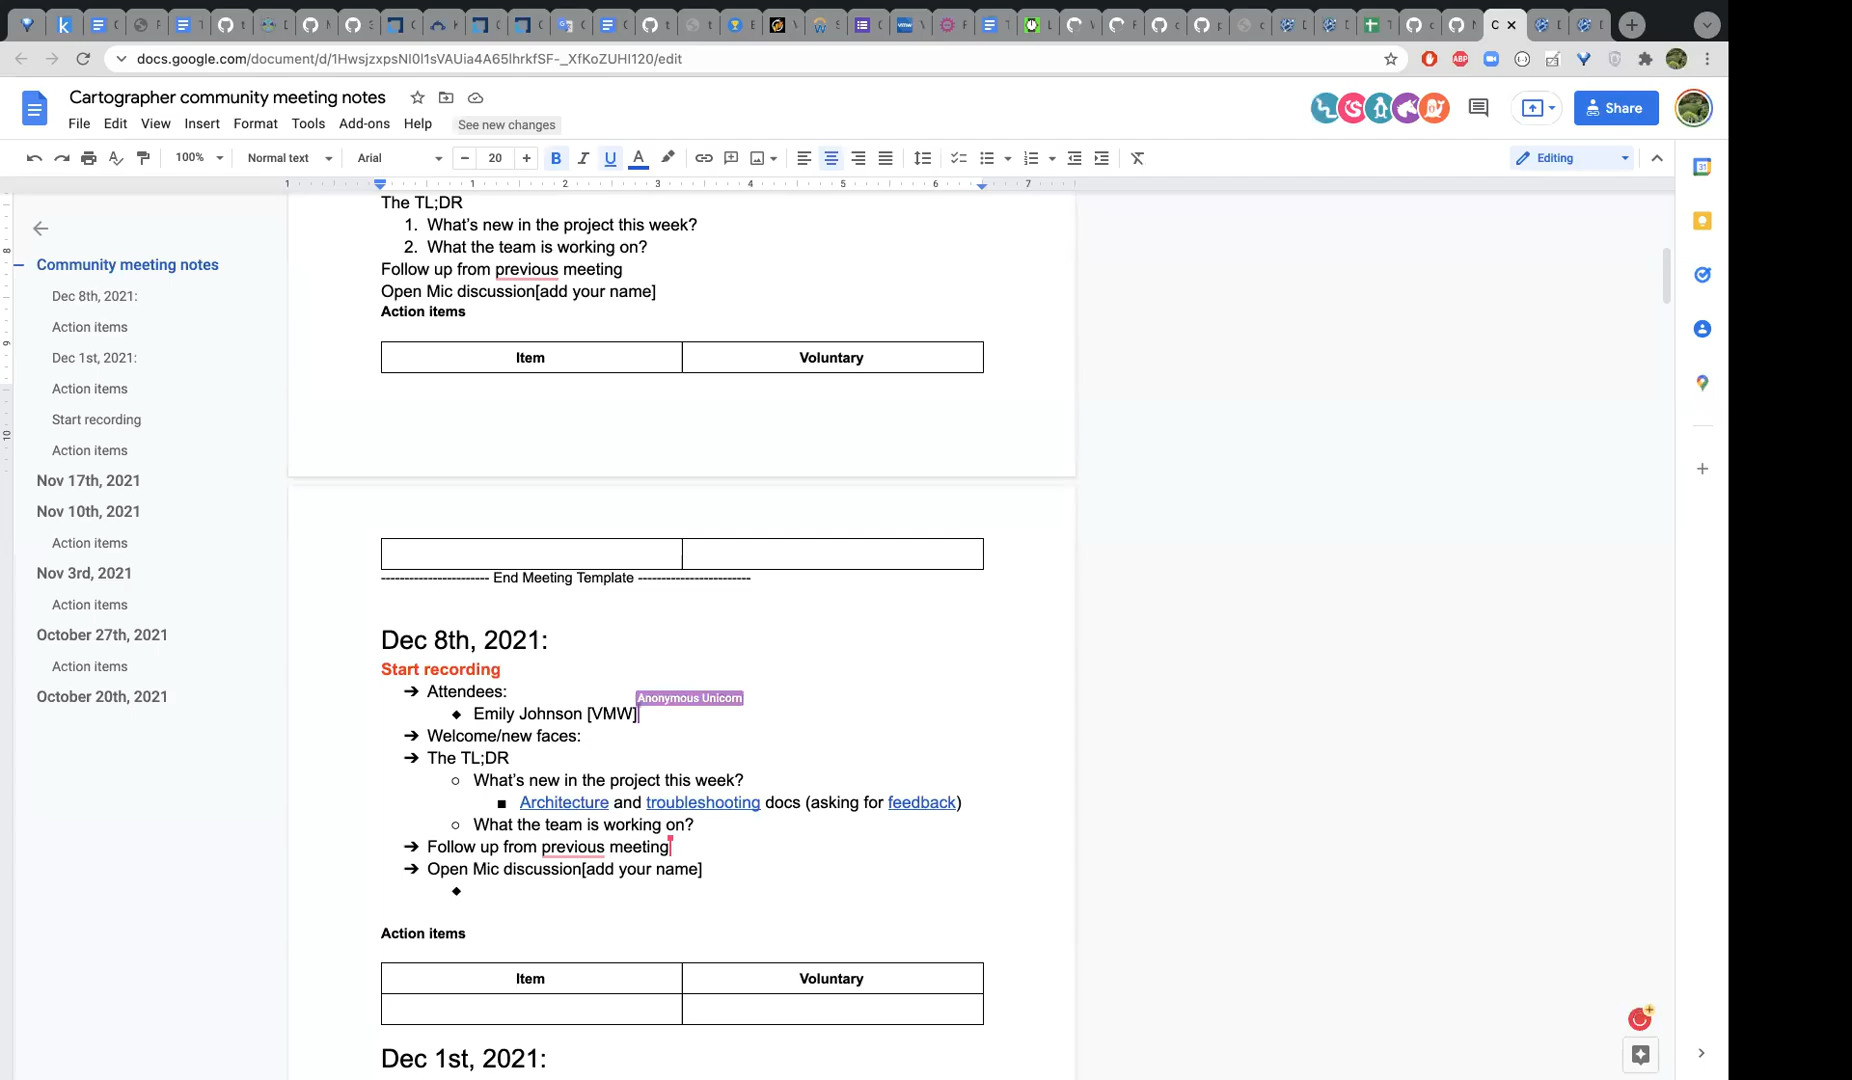 docs.google.com/document/d/1HwsjzxpsNI0l1sVAUia4A65lhrkfSF-_XfKoZUHI120/edit
Cartographer community meeting notes
File Edit View Insert Format Tools Add-ons Help See new changes
Share
100% Normal text Arial 20 Editing
1 1 2 3 4 5 6 7
The TL;DR
1. What's new in the project this week?
2. What the team is working on?
Follow up from previous meeting
Open Mic discussion[add your name]
Action items
Item Voluntary
Community meeting notes
Dec 8th, 2021:
Action items
Dec 1st, 2021:
Action items
Start recording
Action items
Nov 17th, 2021
Nov 10th, 2021
Action items
Nov 3rd, 2021
Action items
October 27th, 2021
Action items
October 20th, 2021
----------------------- End Meeting Template ------------------------
Dec 8th, 2021:
Start recording
➔ Attendees:
Anonymous Unicorn
◆ Emily Johnson [VMW]
➔ Welcome/new faces:
➔ The TL;DR
○ What's new in the project this week?
■ Architecture and troubleshooting docs (asking for feedback)
○ What the team is working on?
➔ Follow up from previous meeting
➔ Open Mic discussion[add your name]
◆
Action items
Item Voluntary
Dec 1st, 2021: